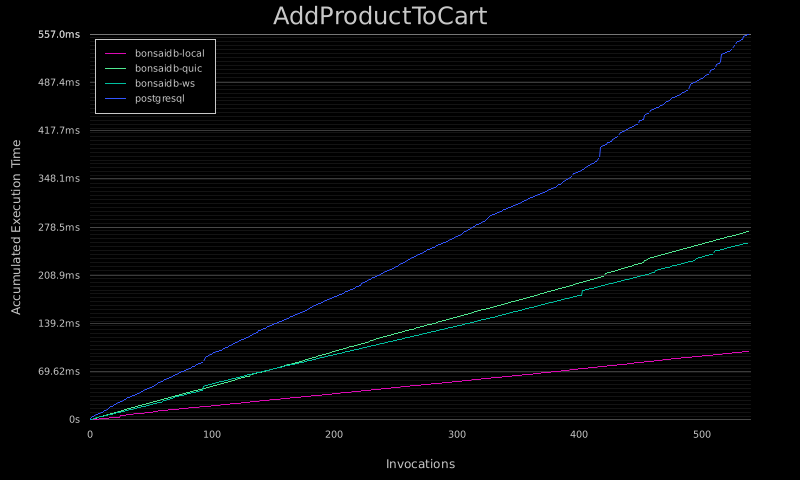 AddProductToCart
557.0ms
487.4ms
417.7ms
348.1ms
278.5ms
208.9ms
139.2ms
69.62ms
0s
Accumulated Execution Time
bonsaidb-local
bonsaidb-quic
bonsaidb-ws
postgresql
0
100
200
300
400
500
Invocations